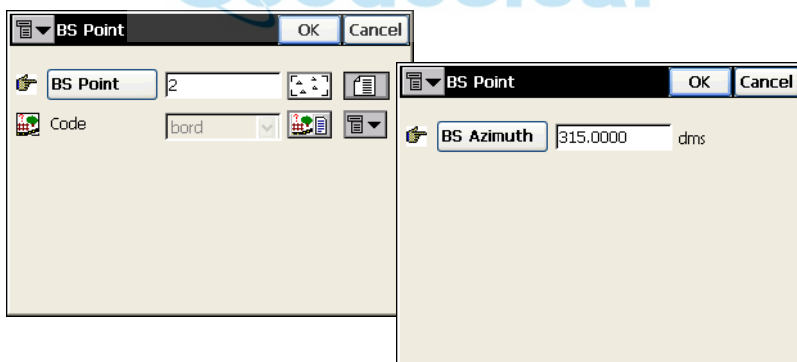 BS Point OK Cancel
BS Point 2
Code bord
BS Point OK Cancel
BS Azimuth 315.0000 dms